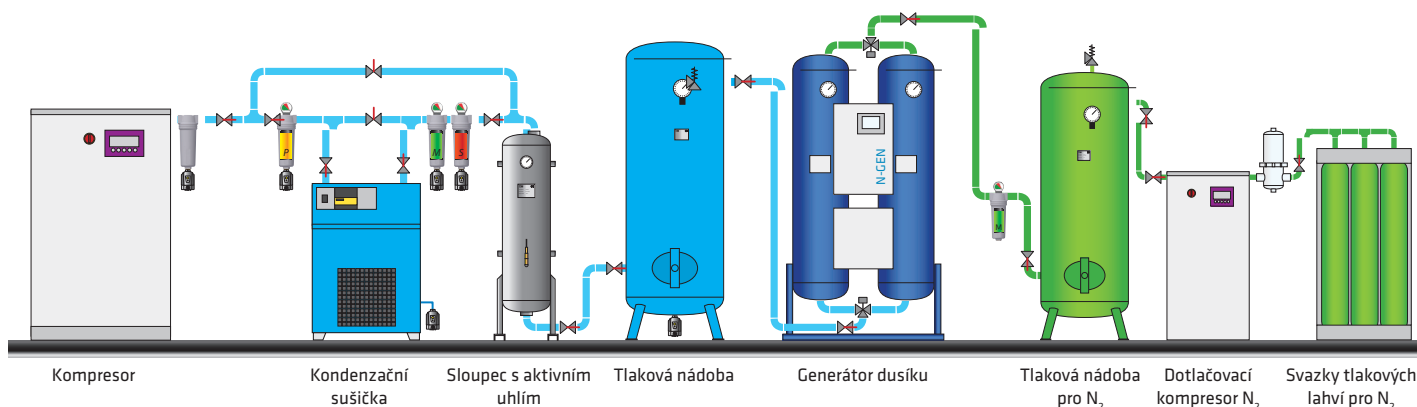 P
M
S
N-GEN
M
Kompresor
Kondenzační
sušička
Sloupec s aktivním
uhlím
Tlaková nádoba
Generátor dusíku
Tlaková nádoba
pro N₂
Dotlačovací
kompresor N₂
Svazky tlakových
lahví pro N₂